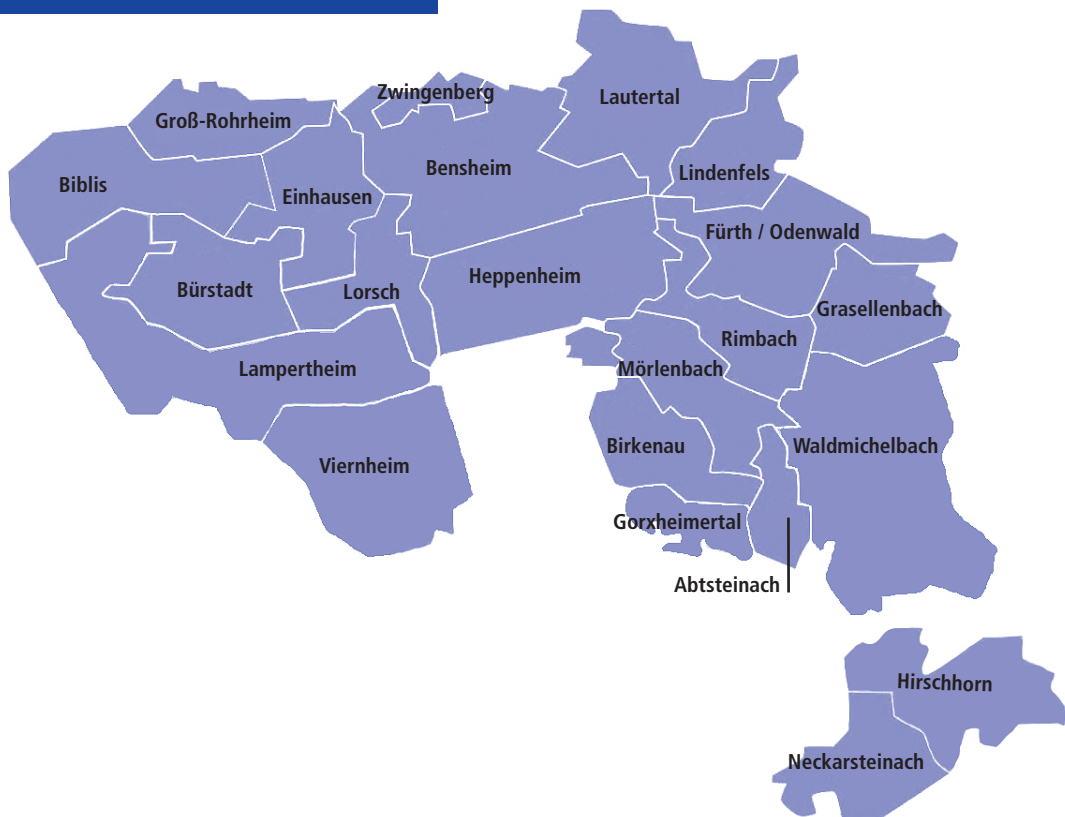 Zwingenberg
Lautertal
Groß-Rohrheim
Bensheim
Lindenfels
Biblis
Einhausen
Fürth / Odenwald
Heppenheim
Bürstadt
Lorsch
Grasellenbach
Rimbach
Lampertheim
Mörlenbach
Birkenau
Waldmichelbach
Viernheim
Gorxheimertal
Abtsteinach
Hirschhorn
Neckarsteinach